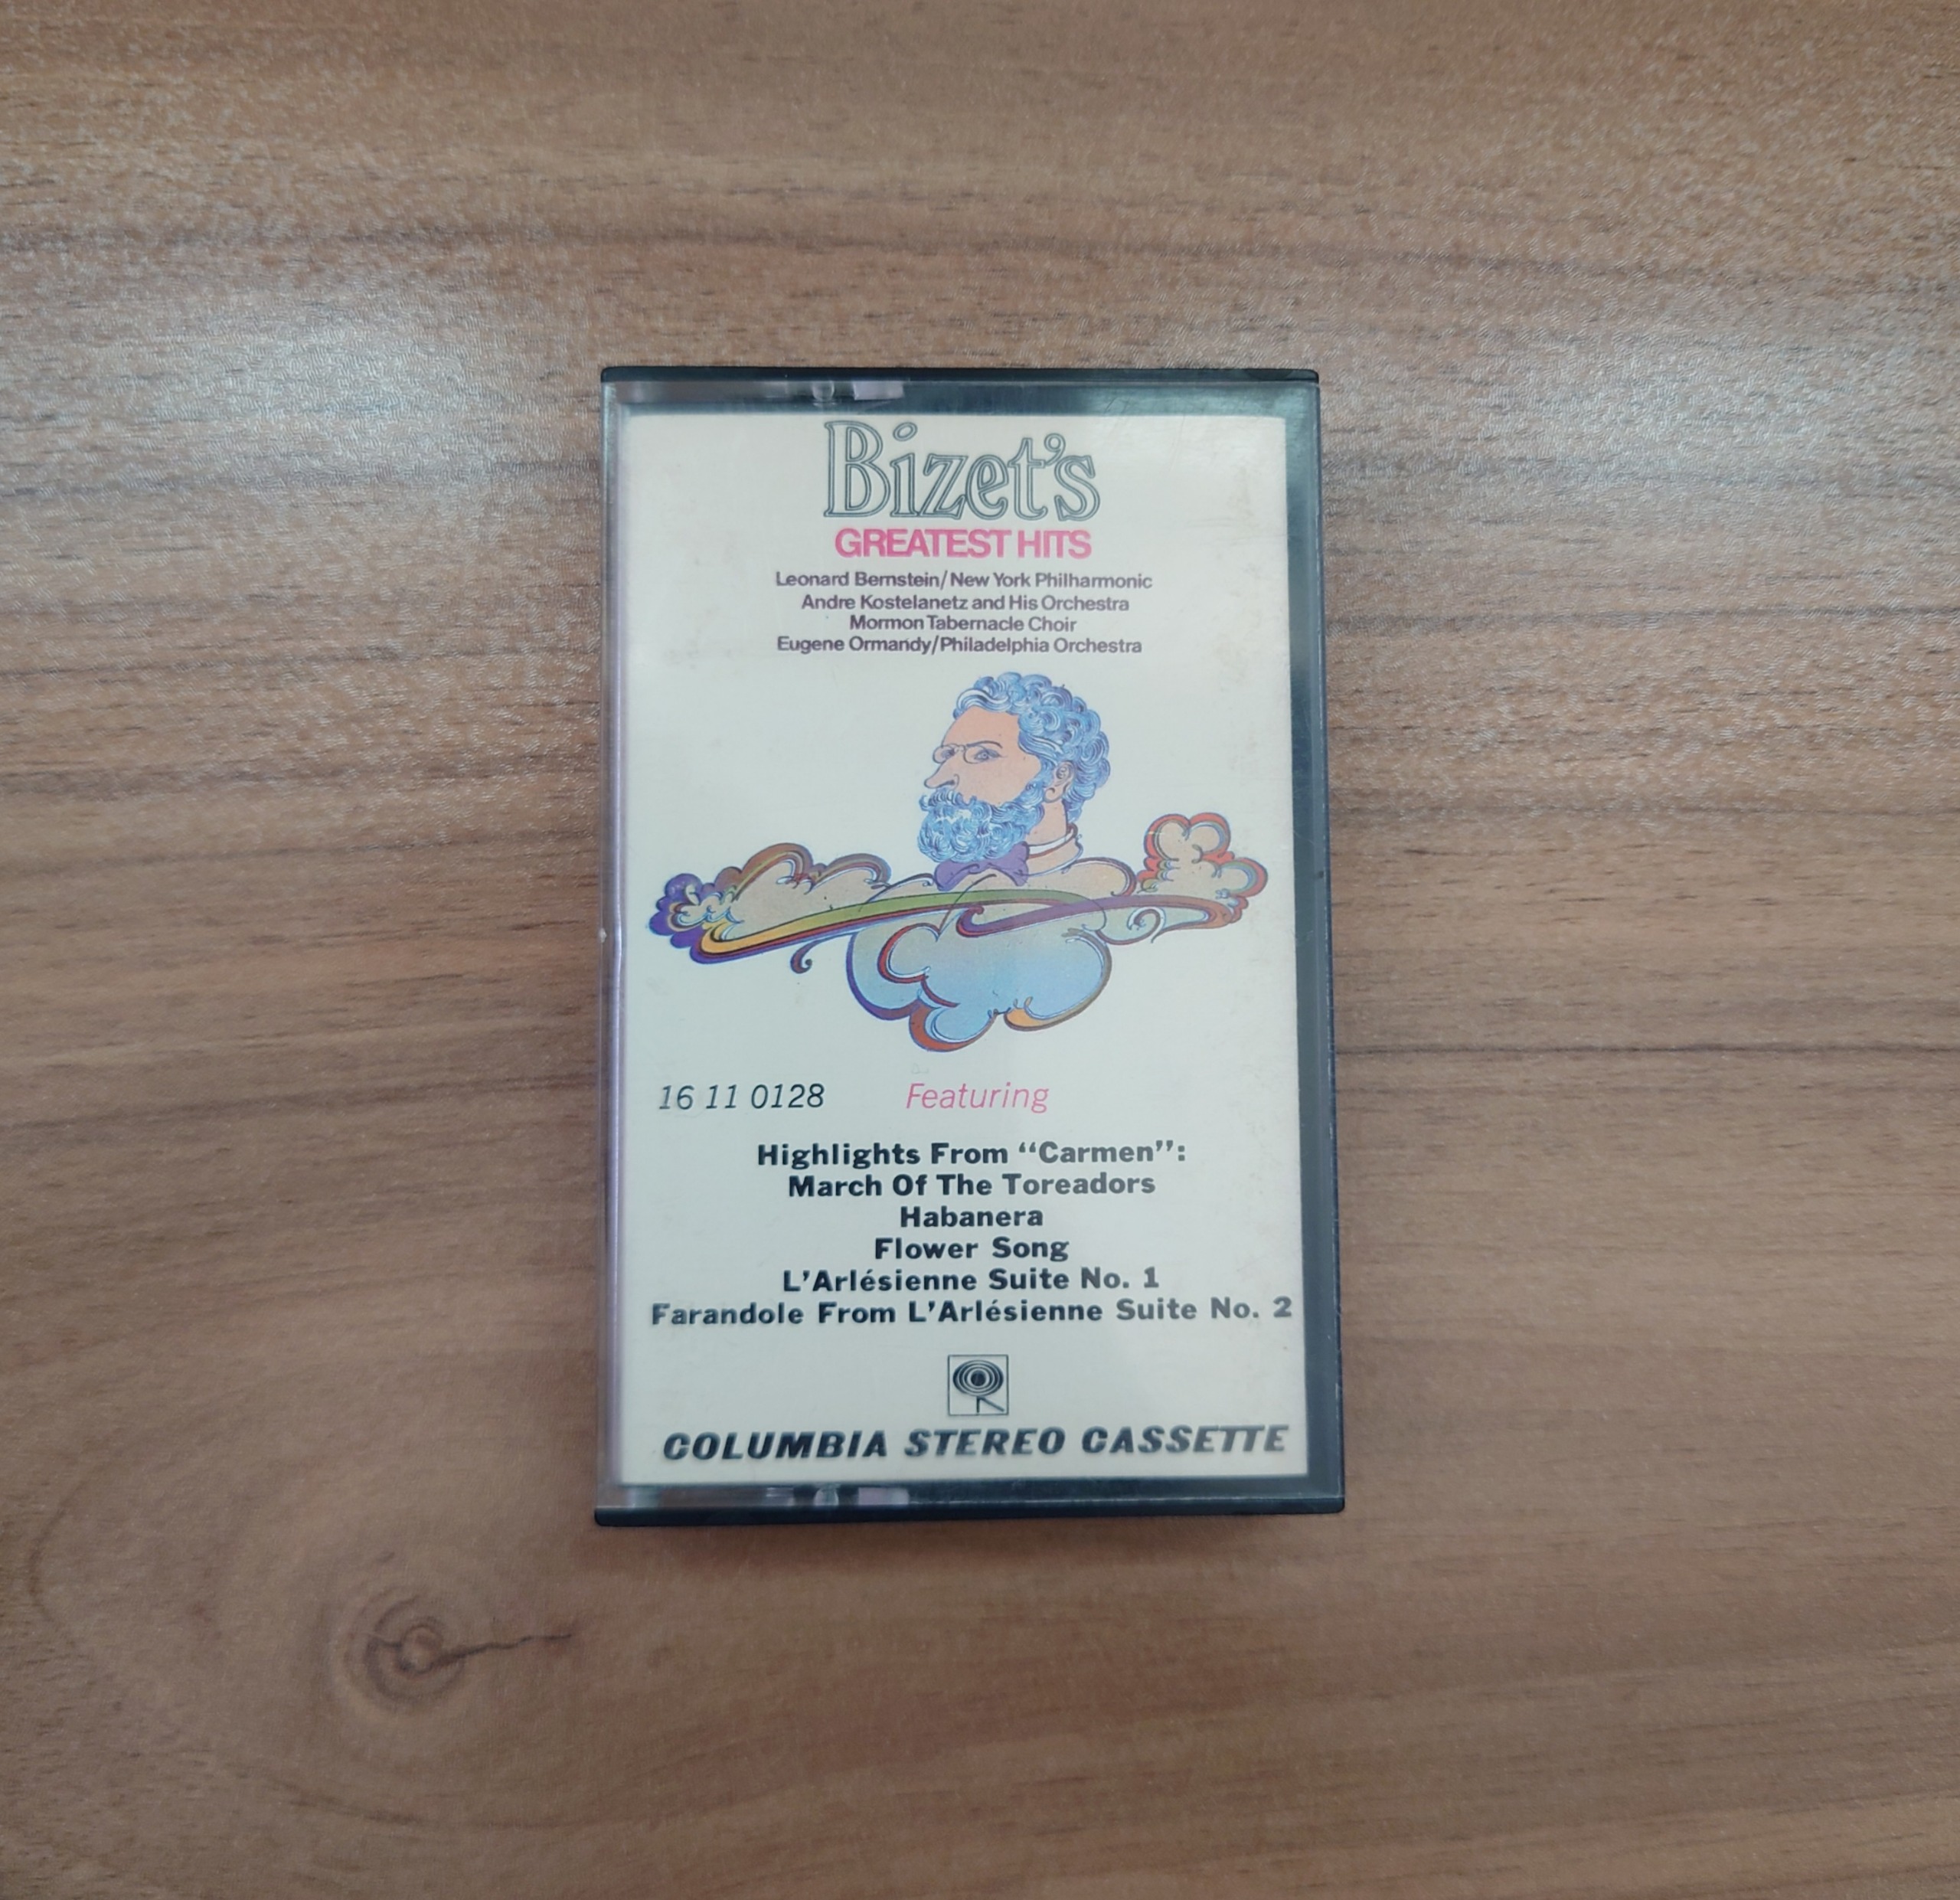 Bizet's
GREATEST HITS
Leonard Bernstein/New York Philharmonic
Andre Kostelanetz and His Orchestra
Mormon Tabernacle Choir
Eugene Ormandy/Philadelphia Orchestra
16 11 0128 Featuring
Highlights From “Carmen”:
March Of The Toreadors
Habanera
Flower Song
L'Arlésienne Suite No. 1
Farandole From L'Arlésienne Suite No. 2
COLUMBIA STEREO CASSETTE